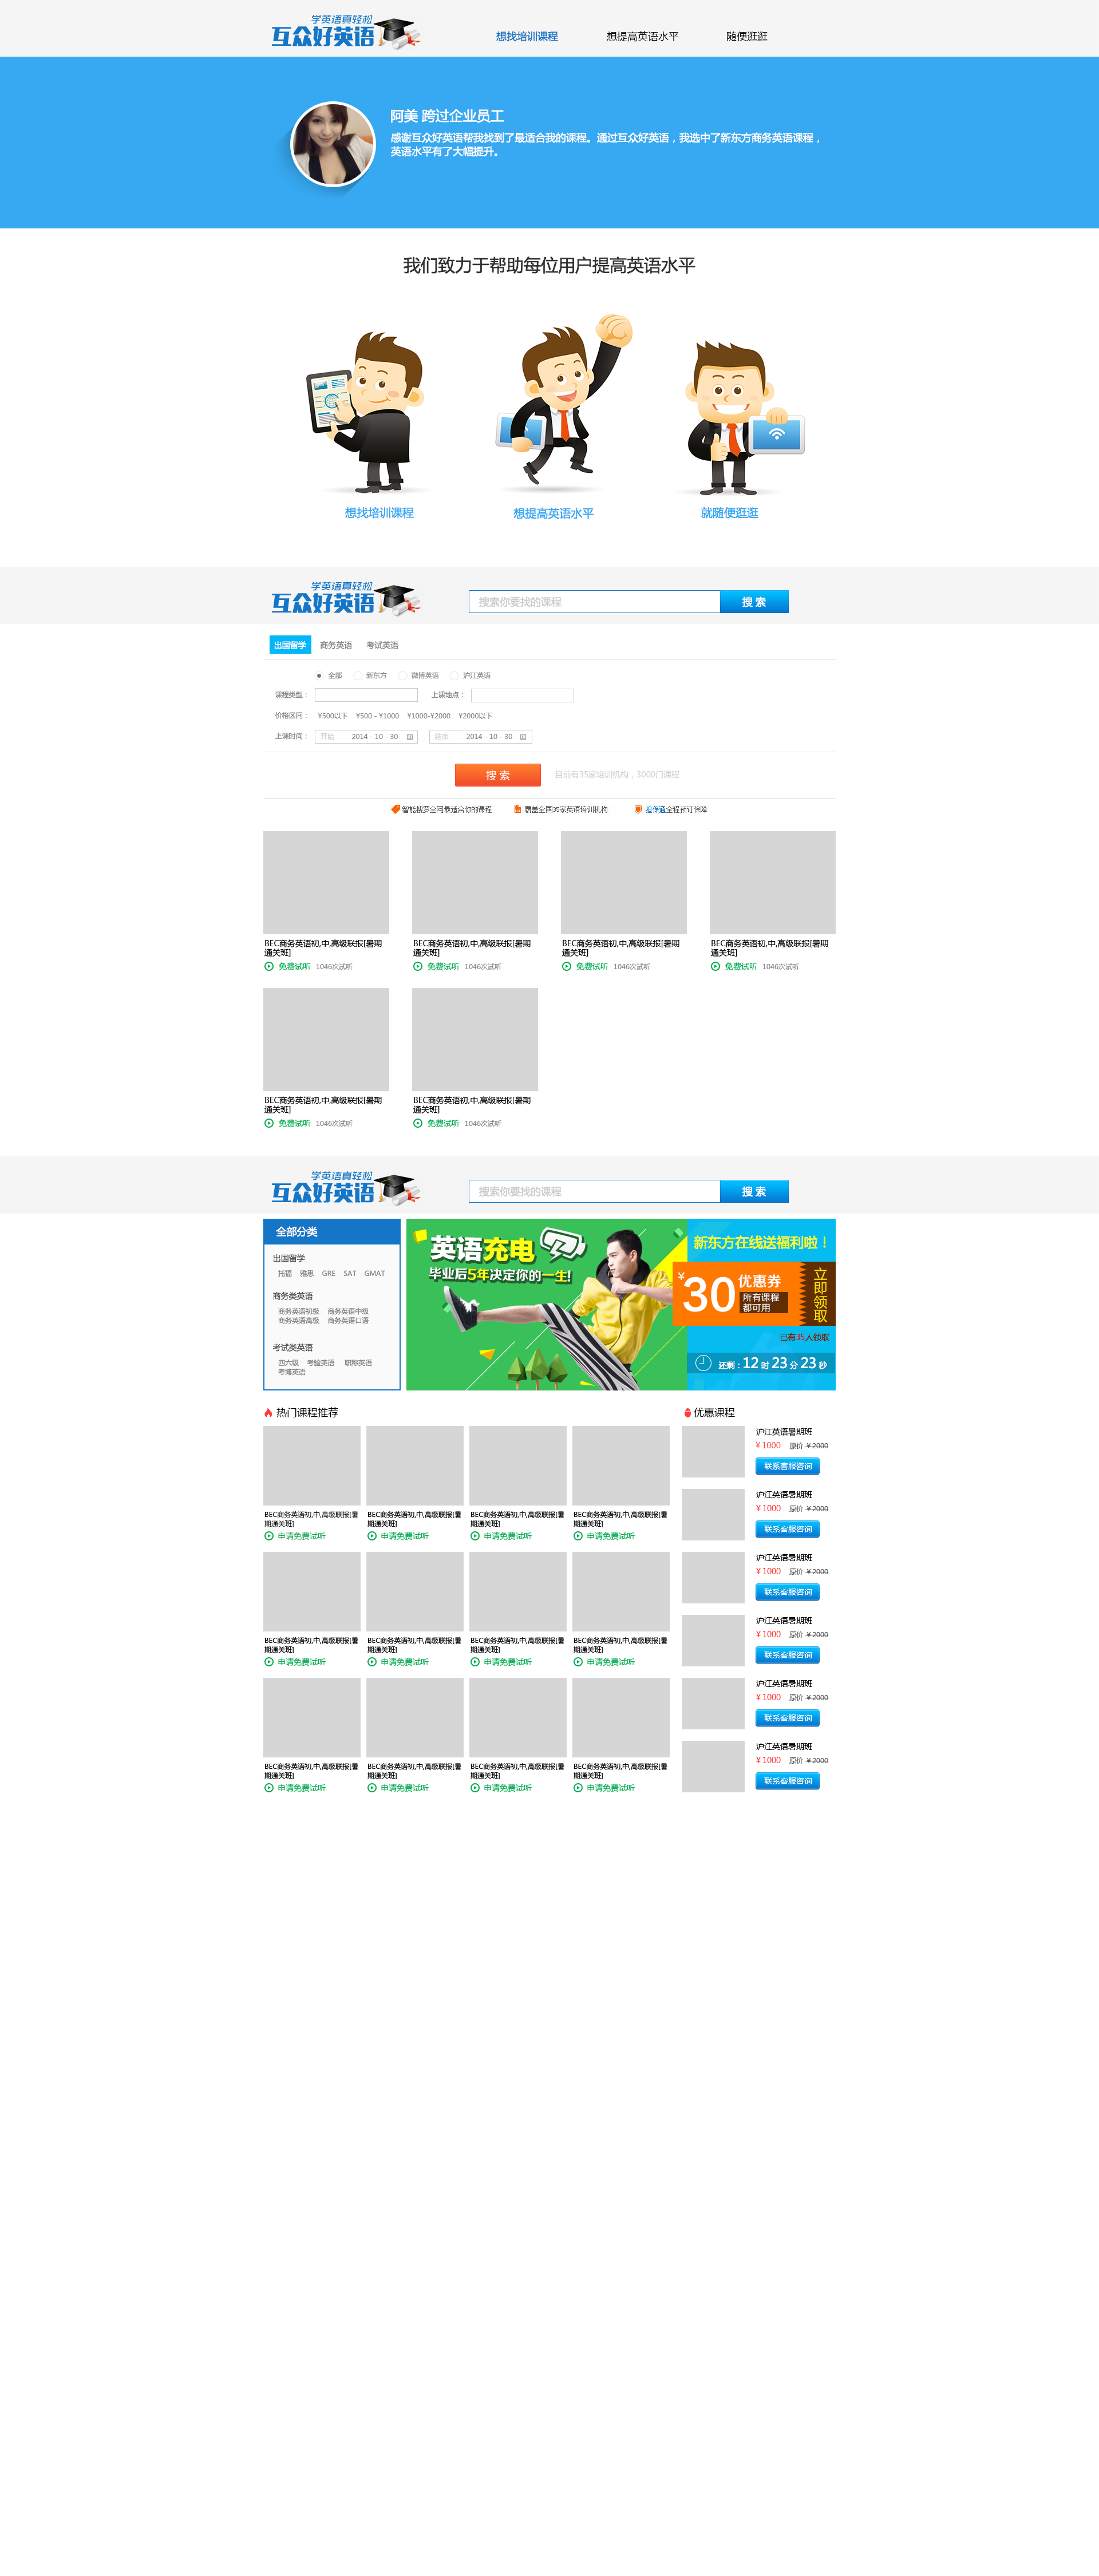 学英语真轻松
互众好英语
想找培训课程 想提高英语水平 随便逛逛
阿美 跨过企业员工
感谢互众好英语帮我找到了最适合我的课程。通过互众好英语，我选中了新东方商务英语课程，
英语水平有了大幅提升。
我们致力于帮助每位用户提高英语水平
想找培训课程 想提高英语水平 就随便逛逛
学英语真轻松
互众好英语
搜索你要找的课程 搜 索
出国留学 商务英语 考试英语
全部 新东方 微博英语 沪江英语
课程类型： 上课地点：
价格区间： ¥500以下 ¥500 - ¥1000 ¥1000-¥2000 ¥2000以下
上课时间： 开始 2014 - 10 - 30 结束 2014 - 10 - 30
搜 索 目前有35家培训机构，3000门课程
智能搜罗全网最适合你的课程 覆盖全国35家英语培训机构 担保通全程预订保障
BEC商务英语初,中,高级联报[暑期 BEC商务英语初,中,高级联报[暑期 BEC商务英语初,中,高级联报[暑期 BEC商务英语初,中,高级联报[暑期
通关班] 通关班] 通关班] 通关班]
免费试听 1046次试听 免费试听 1046次试听 免费试听 1046次试听 免费试听 1046次试听
BEC商务英语初,中,高级联报[暑期 BEC商务英语初,中,高级联报[暑期
通关班] 通关班]
免费试听 1046次试听 免费试听 1046次试听
学英语真轻松
互众好英语
搜索你要找的课程 搜 索
全部分类
出国留学
托福 雅思 GRE SAT GMAT
商务类英语
商务英语初级 商务英语中级
商务英语高级 商务英语口语
考试类英语
四六级 考验英语 职称英语
考博英语
英语充电
毕业后5年决定你的一生!
新东方在线送福利啦！
¥30 优惠券
所有课程
都可用
立即领取
已有35人领取
还剩：12 时 23 分 23 秒
热门课程推荐
BEC商务英语初,中,高级联报[暑 BEC商务英语初,中,高级联报[暑 BEC商务英语初,中,高级联报[暑 BEC商务英语初,中,高级联报[暑
期通关班] 期通关班] 期通关班] 期通关班]
申请免费试听 申请免费试听 申请免费试听 申请免费试听
BEC商务英语初,中,高级联报[暑 BEC商务英语初,中,高级联报[暑 BEC商务英语初,中,高级联报[暑 BEC商务英语初,中,高级联报[暑
期通关班] 期通关班] 期通关班] 期通关班]
申请免费试听 申请免费试听 申请免费试听 申请免费试听
BEC商务英语初,中,高级联报[暑 BEC商务英语初,中,高级联报[暑 BEC商务英语初,中,高级联报[暑 BEC商务英语初,中,高级联报[暑
期通关班] 期通关班] 期通关班] 期通关班]
申请免费试听 申请免费试听 申请免费试听 申请免费试听
优惠课程
沪江英语暑期班
¥ 1000 原价 ¥ 2000
联系客服咨询
沪江英语暑期班
¥ 1000 原价 ¥ 2000
联系客服咨询
沪江英语暑期班
¥ 1000 原价 ¥ 2000
联系客服咨询
沪江英语暑期班
¥ 1000 原价 ¥ 2000
联系客服咨询
沪江英语暑期班
¥ 1000 原价 ¥ 2000
联系客服咨询
沪江英语暑期班
¥ 1000 原价 ¥ 2000
联系客服咨询